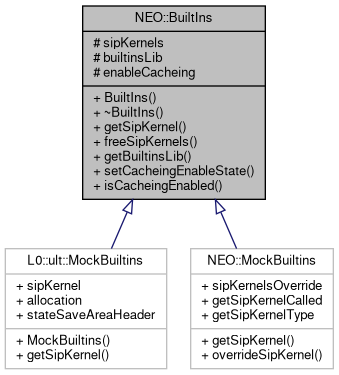 NEO::BuiltIns
# sipKernels
# builtinsLib
# enableCacheing
+ BuiltIns()
+ ~BuiltIns()
+ getSipKernel()
+ freeSipKernels()
+ getBuiltinsLib()
+ setCacheingEnableState()
+ isCacheingEnabled()
L0::ult::MockBuiltins
+ sipKernel
+ allocation
+ stateSaveAreaHeader
+ MockBuiltins()
+ getSipKernel()
NEO::MockBuiltins
+ sipKernelsOverride
+ getSipKernelCalled
+ getSipKernelType
+ getSipKernel()
+ overrideSipKernel()